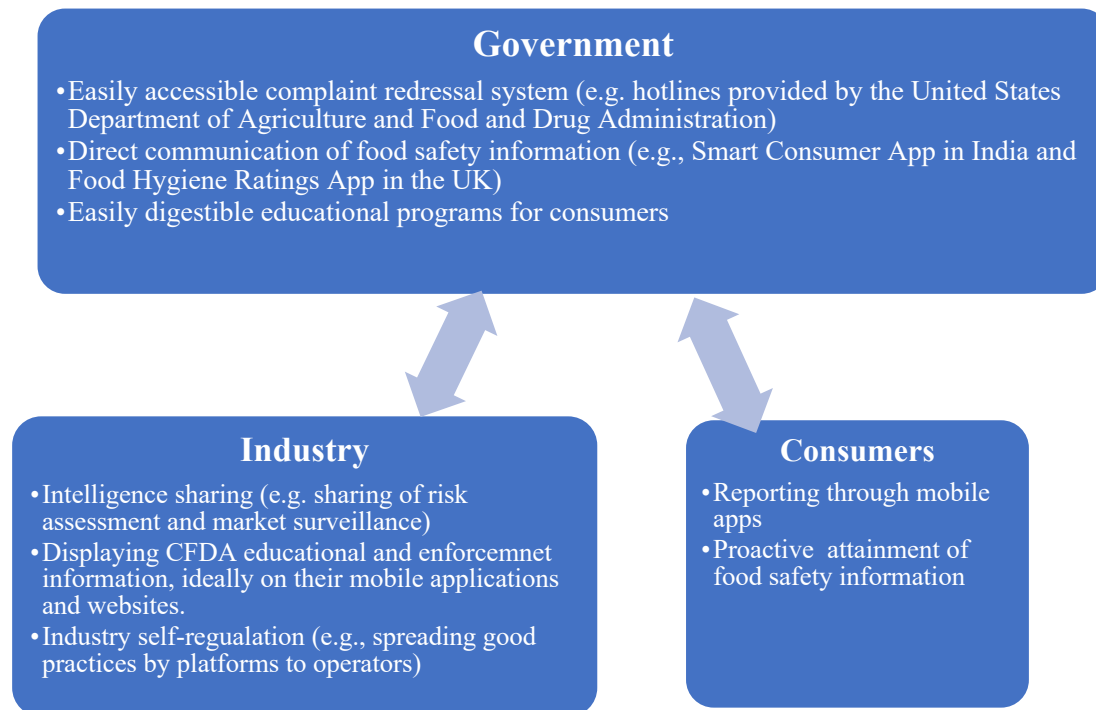 Government
•Easily accessible complaint redressal system (e.g. hotlines provided by the United States
Department of Agriculture and Food and Drug Administration)
•Direct communication of food safety information (e.g., Smart Consumer App in India and
Food Hygiene Ratings App in the UK)
•Easily digestible educational programs for consumers
Industry
•Intelligence sharing (e.g. sharing of risk
assessment and market surveillance)
•Displaying CFDA educational and enforcemnet
information, ideally on their mobile applications
and websites.
•Industry self-regualation (e.g., spreading good
practices by platforms to operators)
Consumers
•Reporting through mobile
apps
•Proactive attainment of
food safety information